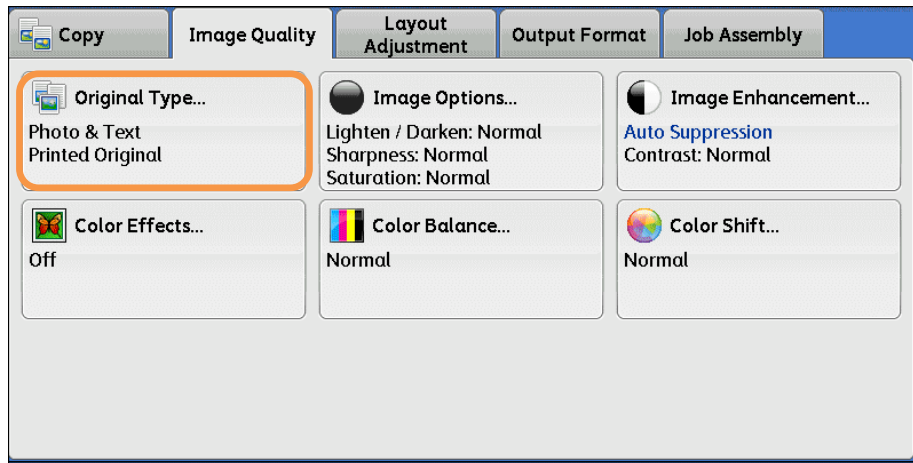 Copy
Image Quality
Layout
Adjustment
Output Format
Job Assembly
Original Type...
Photo & Text
Printed Original
Image Options...
Lighten / Darken: Normal
Sharpness: Normal
Saturation: Normal
Image Enhancement...
Auto Suppression
Contrast: Normal
Color Effects...
Off
Color Balance...
Normal
Color Shift...
Normal